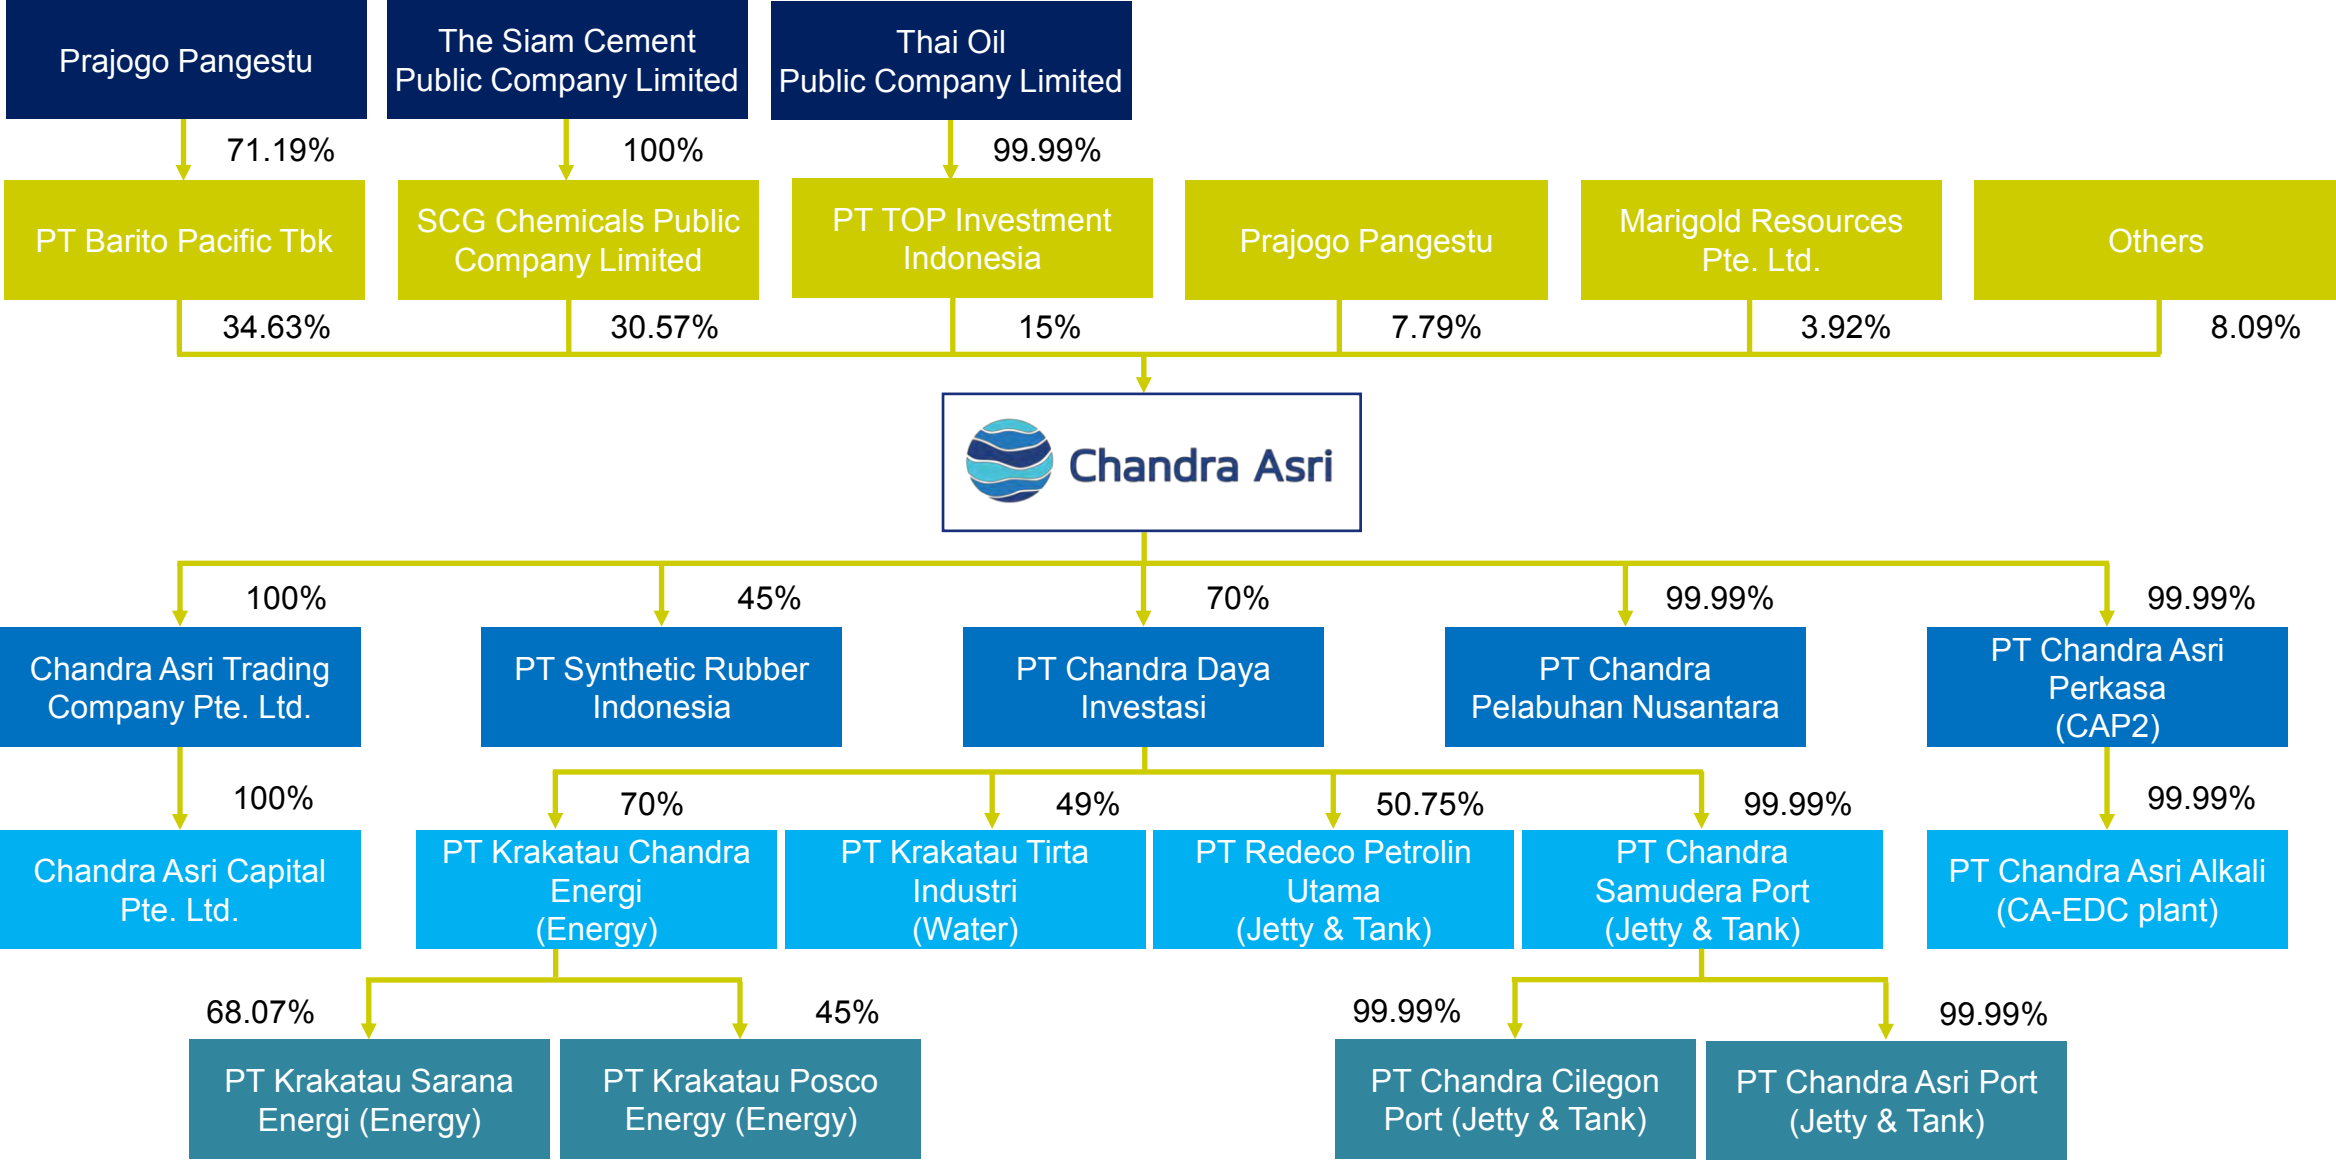 Prajogo Pangestu
The Siam Cement
Public Company Limited
Thai Oil
Public Company Limited
71.19%
100%
99.99%
PT Barito Pacific Tbk
SCG Chemicals Public
Company Limited
PT TOP Investment
Indonesia
Prajogo Pangestu
Marigold Resources
Pte. Ltd.
Others
34.63%
30.57%
15%
7.79%
3.92%
8.09%
Chandra Asri
100%
45%
70%
99.99%
99.99%
Chandra Asri Trading
Company Pte. Ltd.
PT Synthetic Rubber
Indonesia
PT Chandra Daya
Investasi
PT Chandra
Pelabuhan Nusantara
PT Chandra Asri
Perkasa
(CAP2)
100%
70%
49%
50.75%
99.99%
99.99%
Chandra Asri Capital
Pte. Ltd.
PT Krakatau Chandra
Energi
(Energy)
PT Krakatau Tirta
Industri
(Water)
PT Redeco Petrolin
Utama
(Jetty & Tank)
PT Chandra
Samudera Port
(Jetty & Tank)
PT Chandra Asri Alkali
(CA-EDC plant)
68.07%
45%
99.99%
99.99%
PT Krakatau Sarana
Energi (Energy)
PT Krakatau Posco
Energy (Energy)
PT Chandra Cilegon
Port (Jetty & Tank)
PT Chandra Asri Port
(Jetty & Tank)